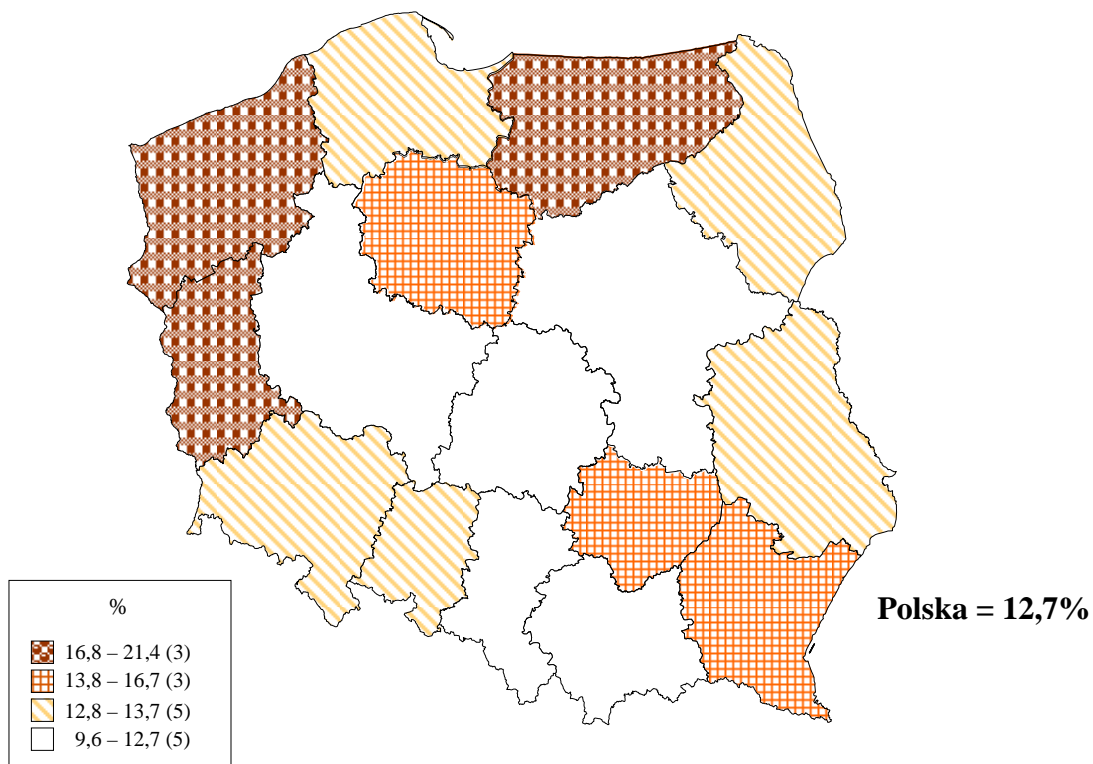 %
16,8 – 21,4 (3)
13,8 – 16,7 (3)
12,8 – 13,7 (5)
9,6 – 12,7 (5)
Polska = 12,7%